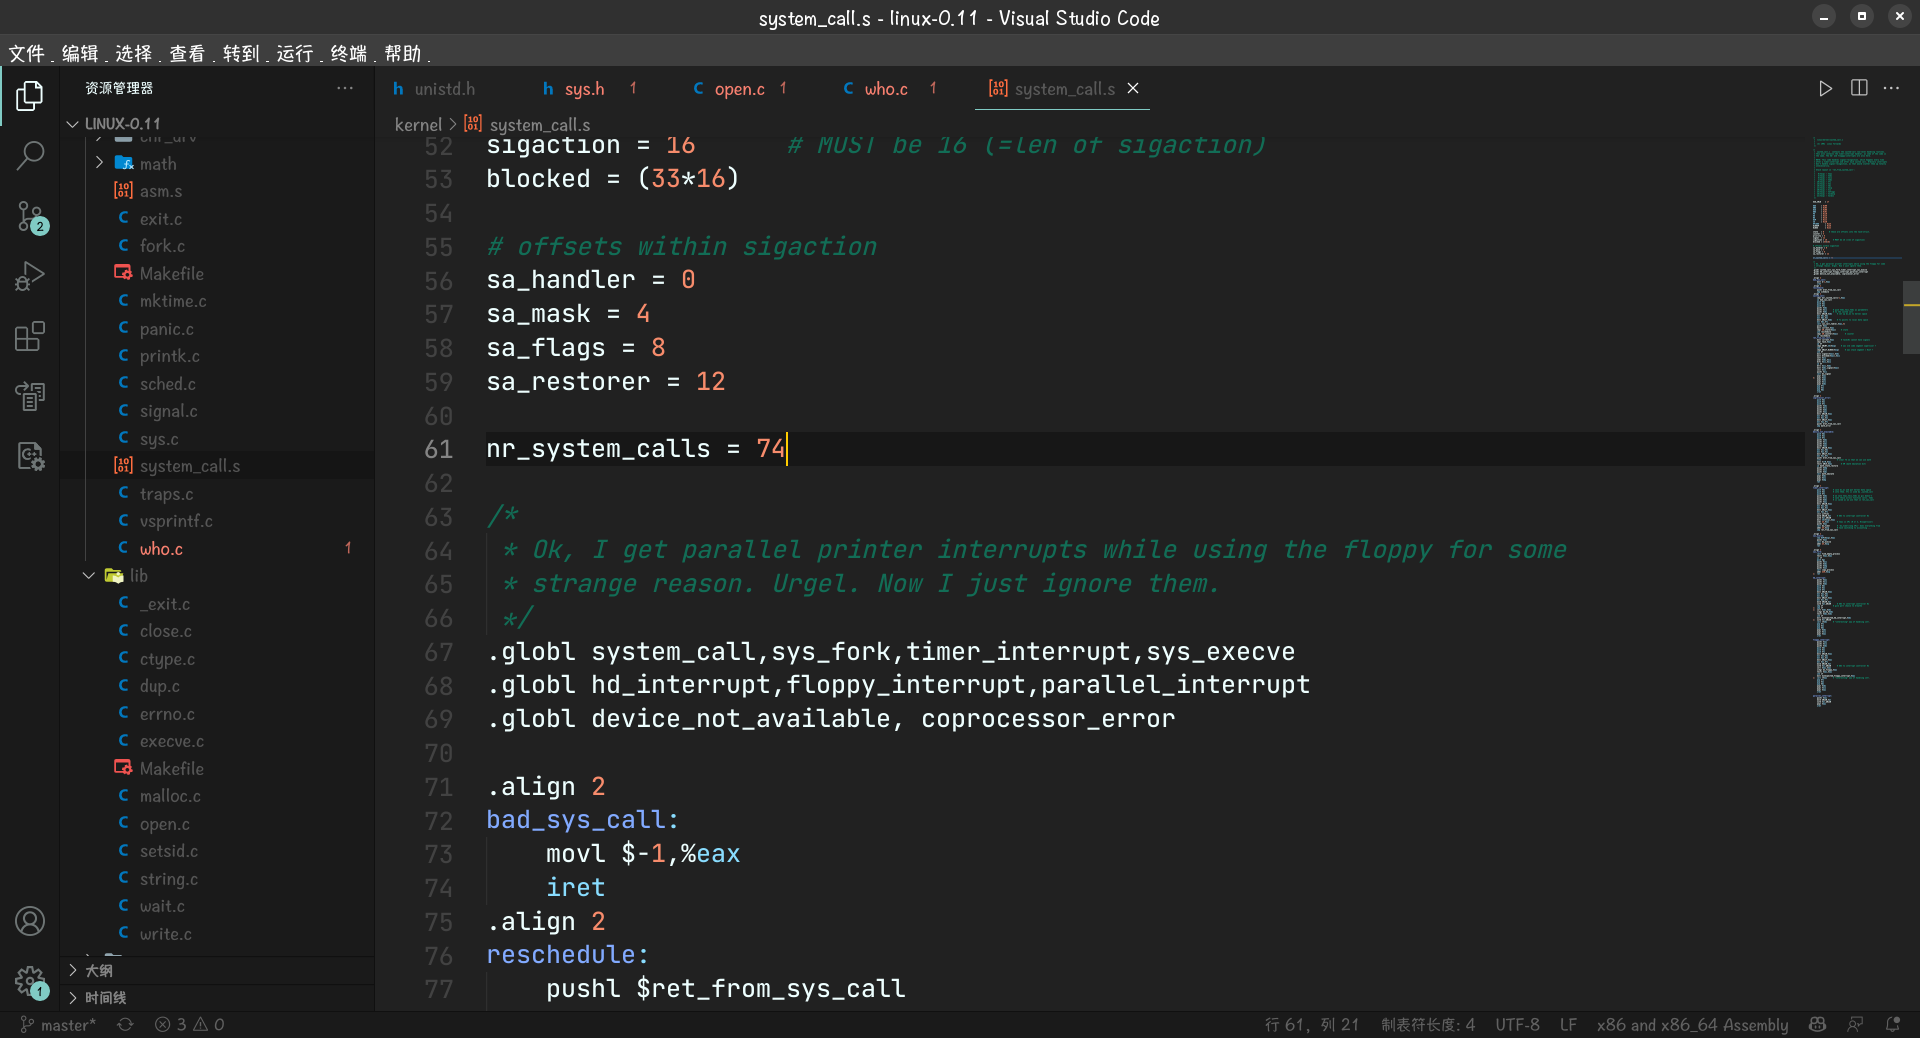 system_call.s - linux-0.11 - Visual Studio Code
文件 . 编辑 . 选择 . 查看 . 转到 . 运行 . 终端 . 帮助 .
资源管理器 ···
LINUX-0.11
chr_drv
math
asm.s
exit.c
fork.c
Makefile
mktime.c
panic.c
printk.c
sched.c
signal.c
sys.c
system_call.s
traps.c
vsprintf.c
who.c 1
lib
_exit.c
close.c
ctype.c
dup.c
errno.c
execve.c
Makefile
malloc.c
open.c
setsid.c
string.c
wait.c
write.c
大纲
时间线
2
1
unistd.h sys.h 1 open.c 1 who.c 1 system_call.s
kernel > system_call.s
52 sigaction = 16 # MUST be 16 (=len of sigaction)
53 blocked = (33*16)
54
55 # offsets within sigaction
56 sa_handler = 0
57 sa_mask = 4
58 sa_flags = 8
59 sa_restorer = 12
60
61 nr_system_calls = 74
62
63 /*
64 * Ok, I get parallel printer interrupts while using the floppy for some
65 * strange reason. Urgel. Now I just ignore them.
66 */
67 .globl system_call,sys_fork,timer_interrupt,sys_execve
68 .globl hd_interrupt,floppy_interrupt,parallel_interrupt
69 .globl device_not_available, coprocessor_error
70
71 .align 2
72 bad_sys_call:
73 movl $-1,%eax
74 iret
75 .align 2
76 reschedule:
77 pushl $ret_from_sys_call
master* 3 0 行 61，列 21 制表符长度: 4 UTF-8 LF x86 and x86_64 Assembly